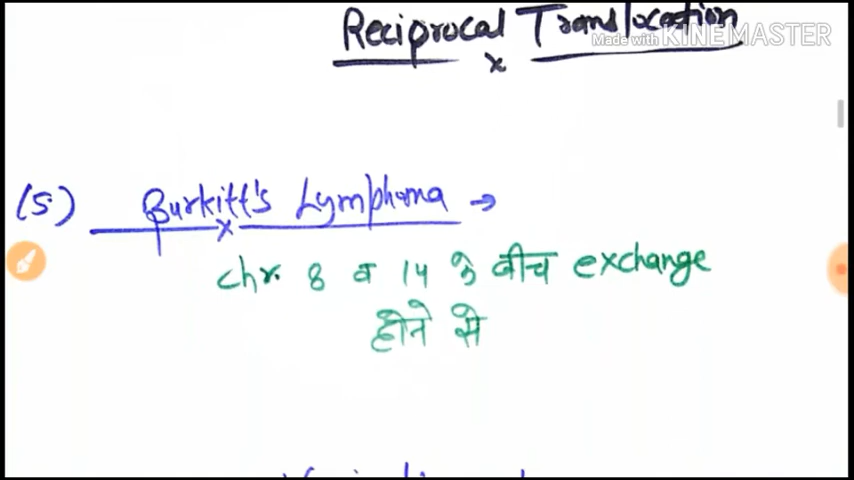 Reciprocal Translocation
Made with KINEMASTER
(5) Burkitt's Lymphoma →
chr. 8 व 14 के बीच exchange
होने से